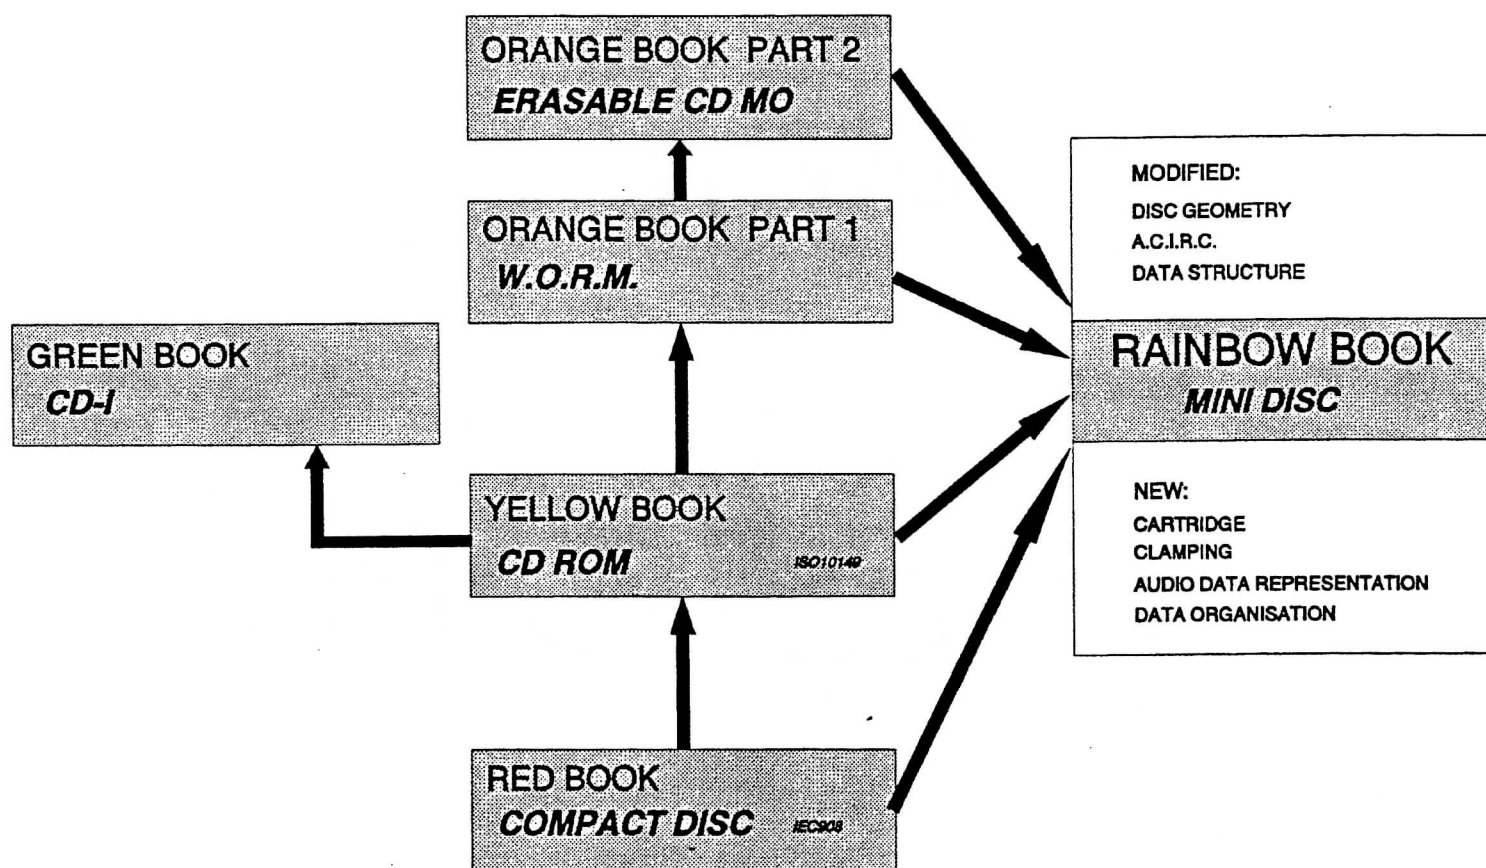 ORANGE BOOK PART 2
ERASABLE CD MO
ORANGE BOOK PART 1
W.O.R.M.
GREEN BOOK
CD-I
YELLOW BOOK
CD ROM ISO10149
RED BOOK
COMPACT DISC IEC908
MODIFIED:
DISC GEOMETRY
A.C.I.R.C.
DATA STRUCTURE
RAINBOW BOOK
MINI DISC
NEW:
CARTRIDGE
CLAMPING
AUDIO DATA REPRESENTATION
DATA ORGANISATION